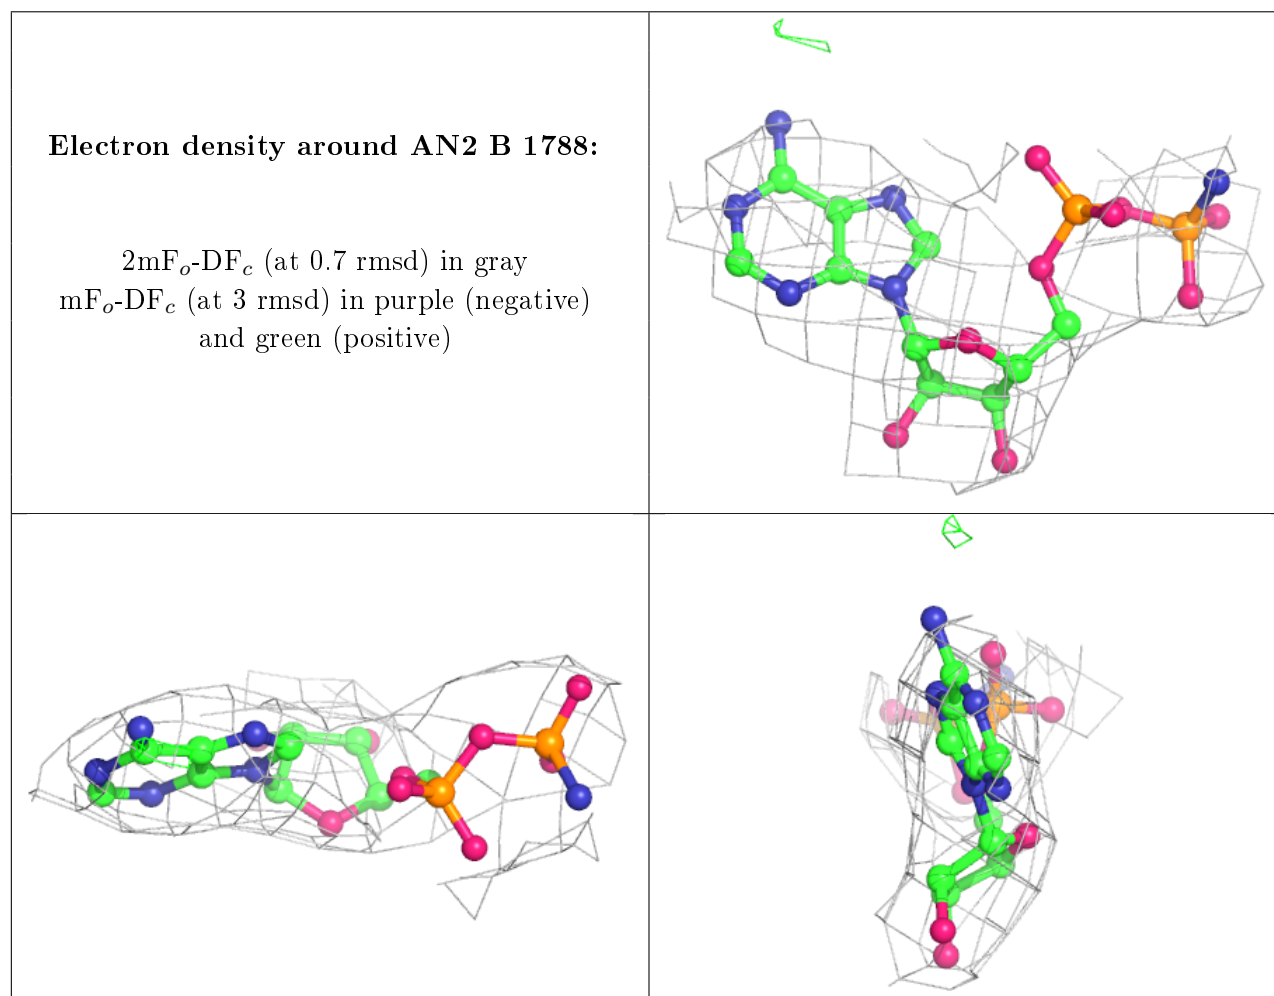 Electron density around AN2 B 1788:
2mFₒ-DF𝒸 (at 0.7 rmsd) in gray
mFₒ-DF𝒸 (at 3 rmsd) in purple (negative)
and green (positive)